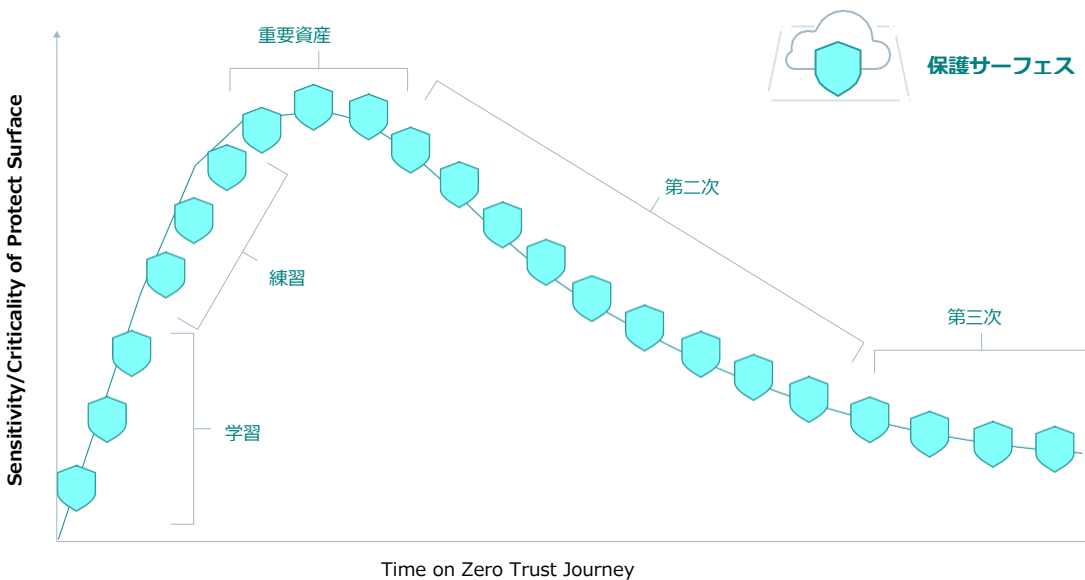 重要資産
保護サーフェス
第二次
練習
第三次
学習
Sensitivity/Criticality of Protect Surface
Time on Zero Trust Journey